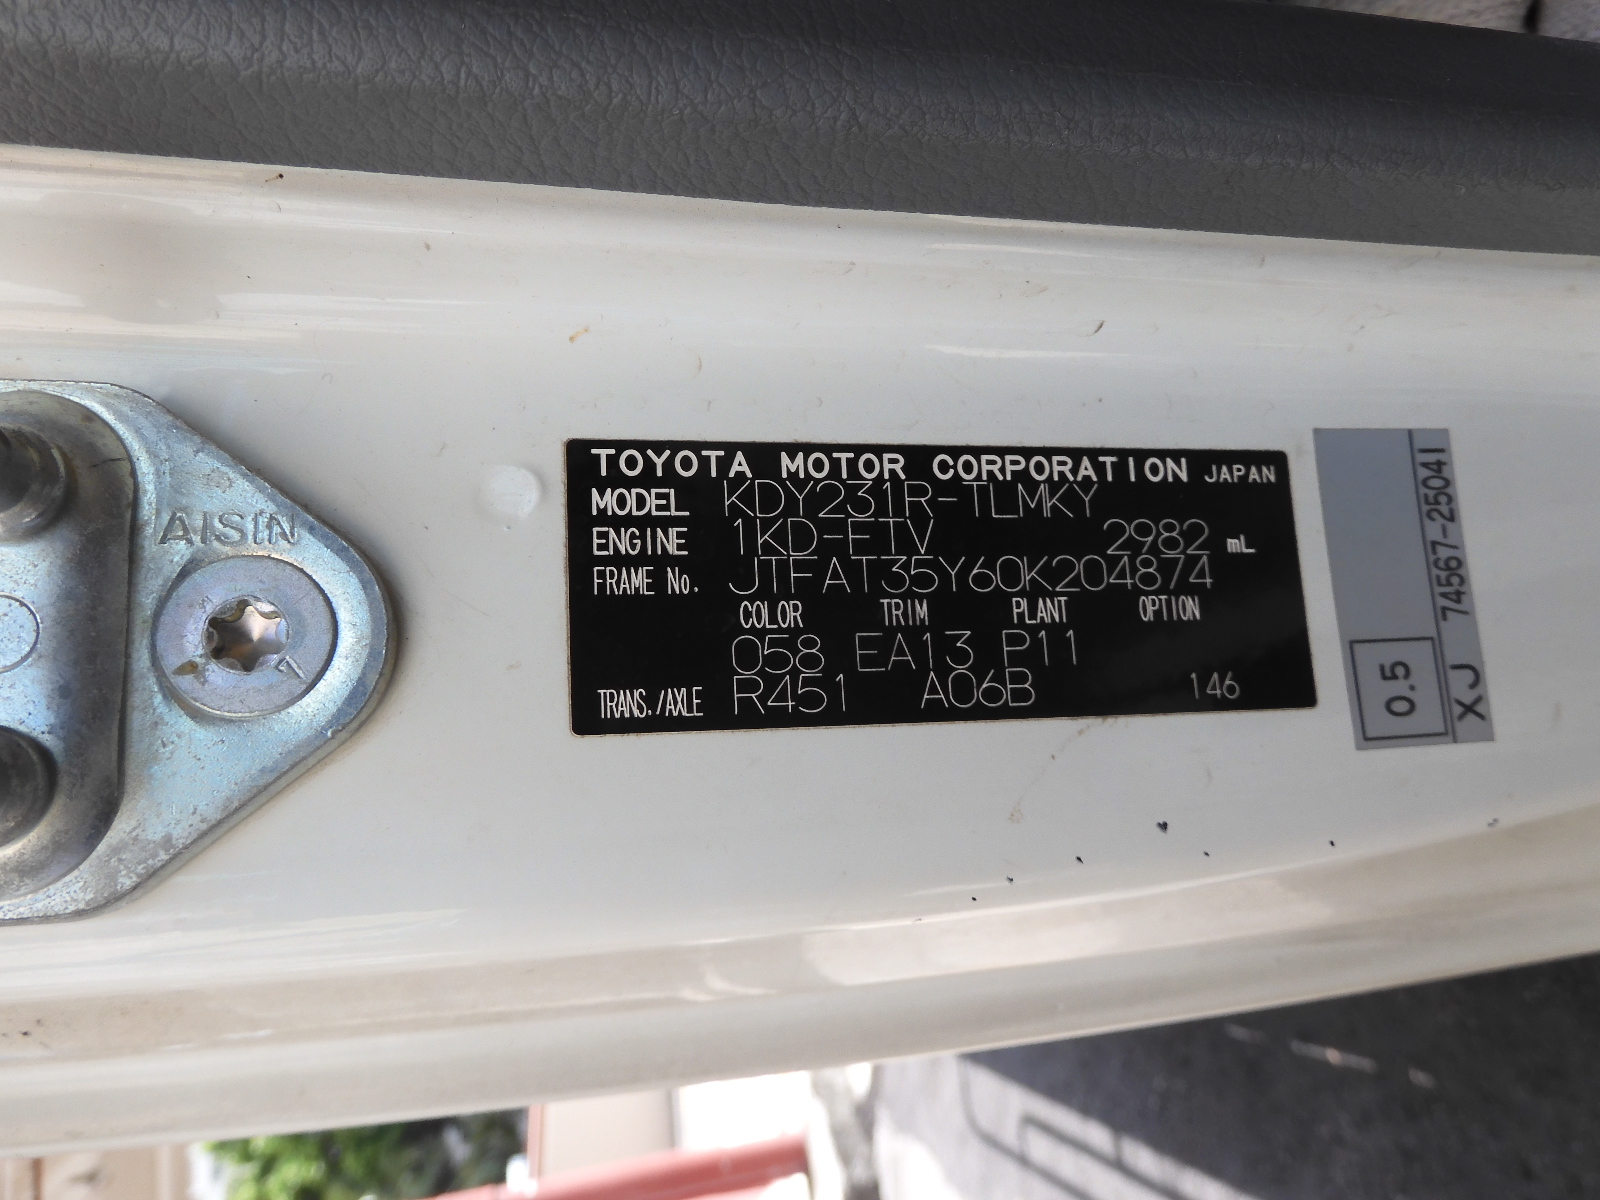 TOYOTA MOTOR CORPORATION JAPAN
MODEL KDY231R-TLMKY
ENGINE 1KD-FTV 2982 mL
FRAME No. JTFAT35Y60K204874
COLOR TRIM PLANT OPTION
058 EA13 P11
TRANS./AXLE R451 A06B 146
AISIN
7
0.5
XJ 74567-25041